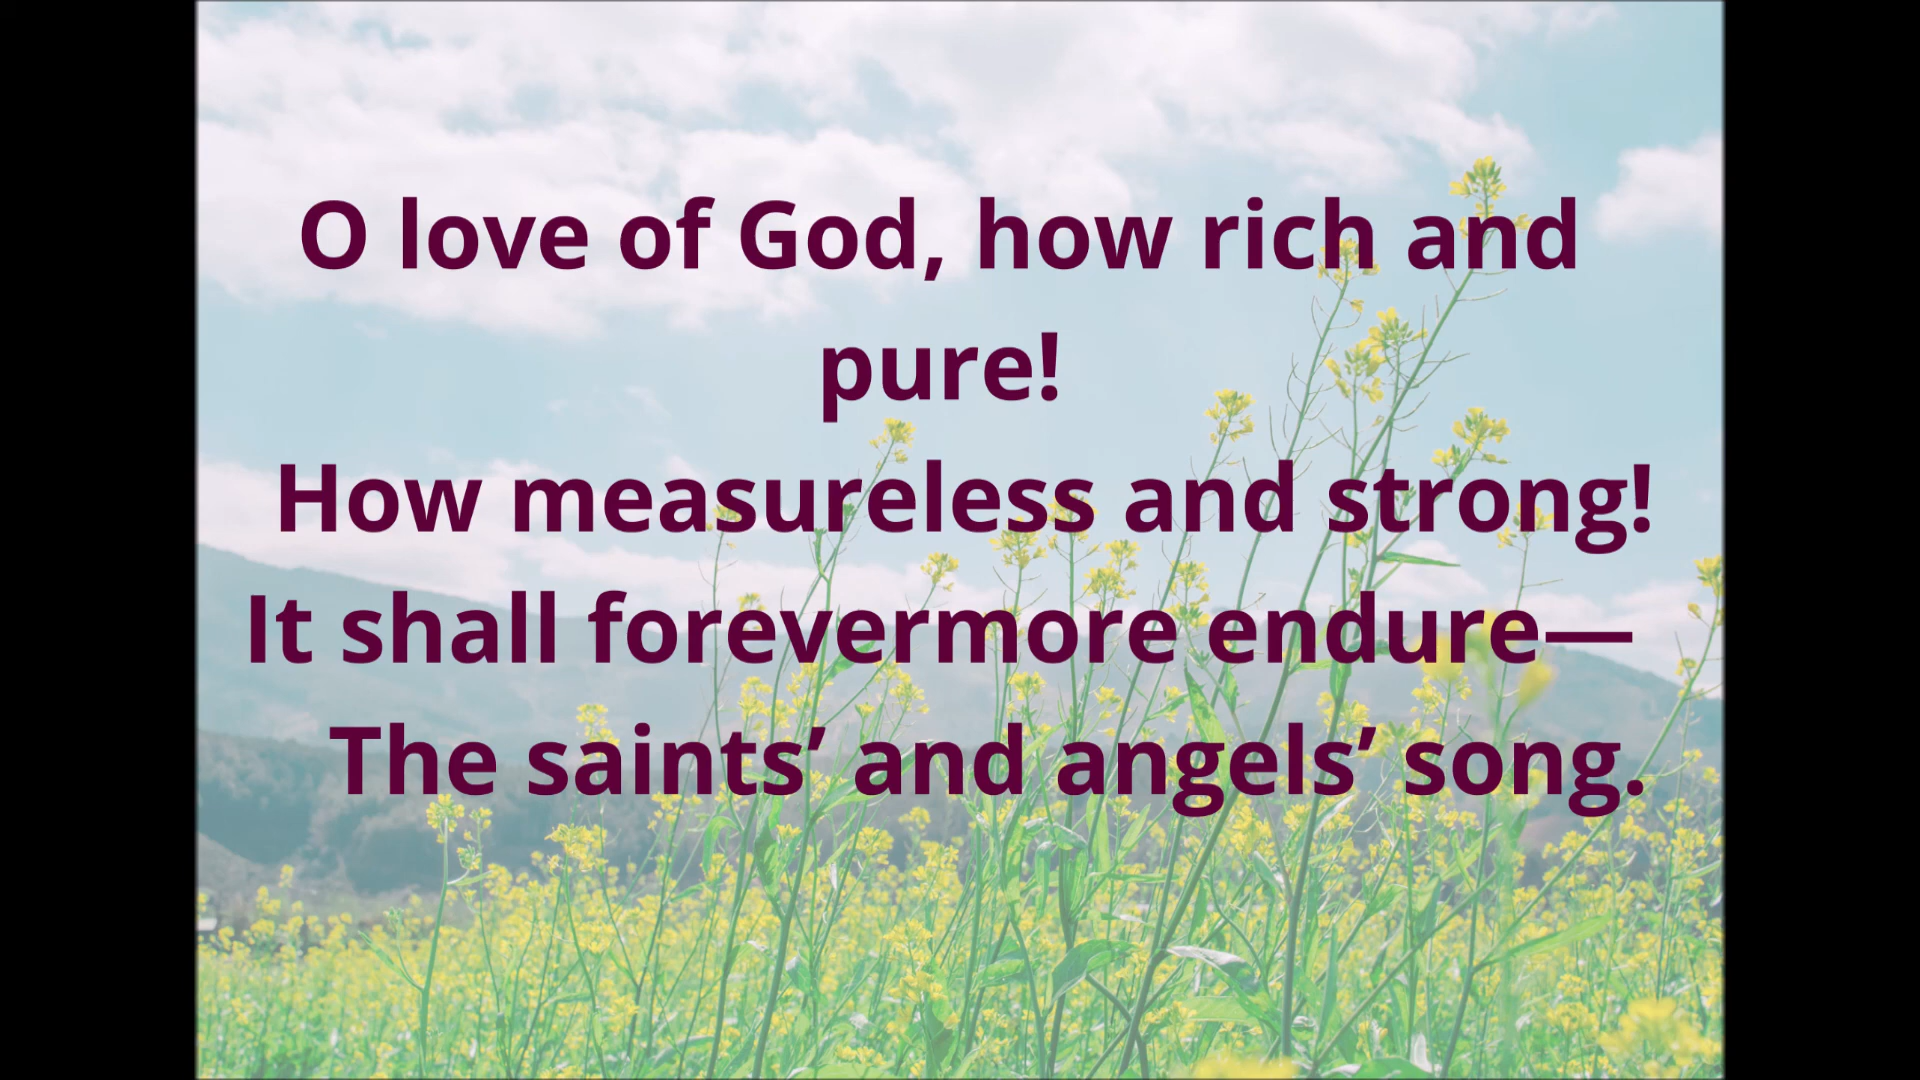 O love of God, how rich and
pure!
How measureless and strong!
It shall forevermore endure—
The saints’ and angels’ song.